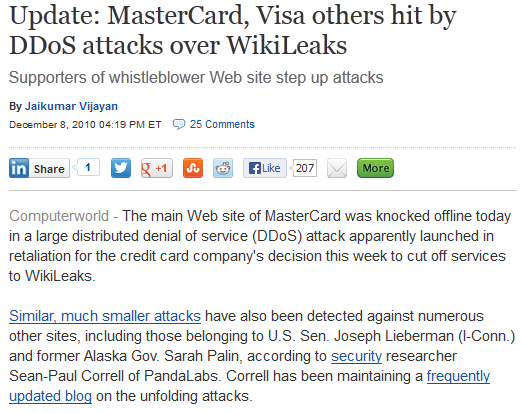 Update: MasterCard, Visa others hit by
DDoS attacks over WikiLeaks
Supporters of whistleblower Web site step up attacks
By Jaikumar Vijayan
December 8, 2010 04:19 PM ET 25 Comments
in Share 1 g +1 Like 207 More
Computerworld - The main Web site of MasterCard was knocked offline today
in a large distributed denial of service (DDoS) attack apparently launched in
retaliation for the credit card company's decision this week to cut off services
to WikiLeaks.
Similar, much smaller attacks have also been detected against numerous
other sites, including those belonging to U.S. Sen. Joseph Lieberman (I-Conn.)
and former Alaska Gov. Sarah Palin, according to security researcher
Sean-Paul Correll of PandaLabs. Correll has been maintaining a frequently
updated blog on the unfolding attacks.